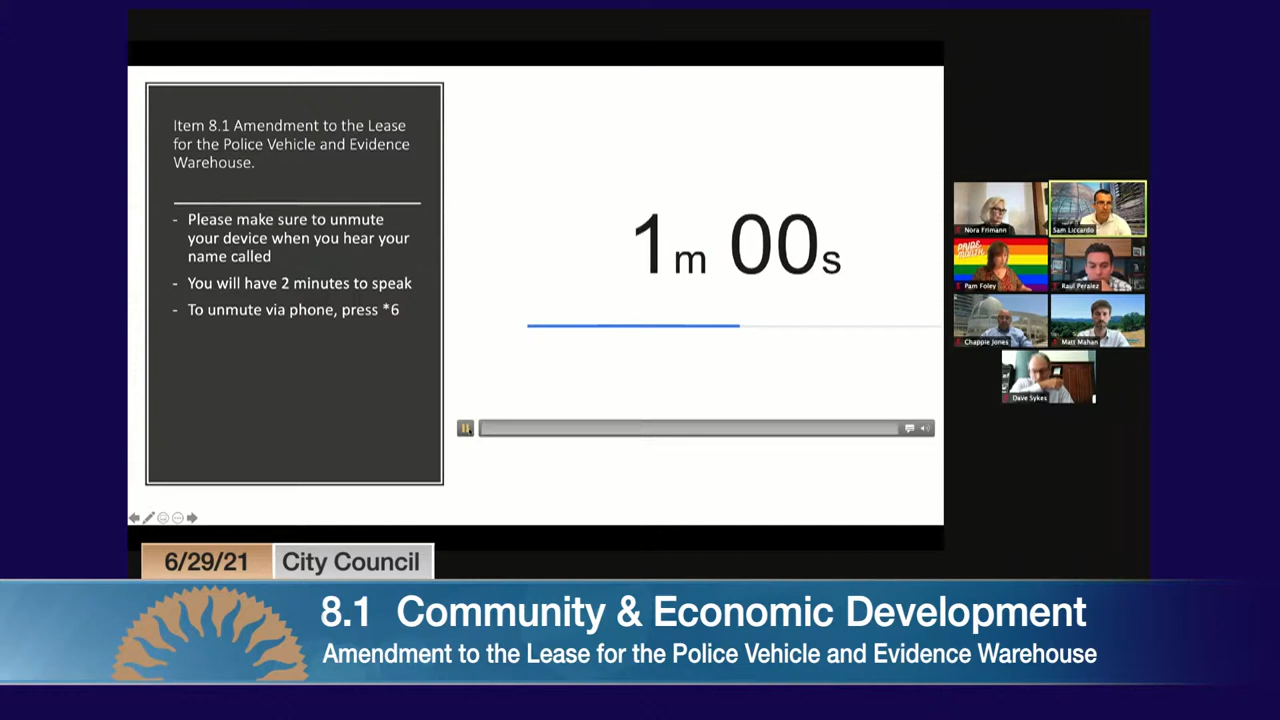 Item 8.1 Amendment to the Lease
for the Police Vehicle and Evidence
Warehouse.
- Please make sure to unmute
your device when you hear your
name called
- You will have 2 minutes to speak
- To unmute via phone, press *6
1m 00s
Nora Frimann
Sam Liccardo
PRIDE
MONTH
Pam Foley
Raul Peralez
Chappie Jones
Matt Mahan
Dave Sykes
6/29/21 City Council
8.1 Community & Economic Development
Amendment to the Lease for the Police Vehicle and Evidence Warehouse